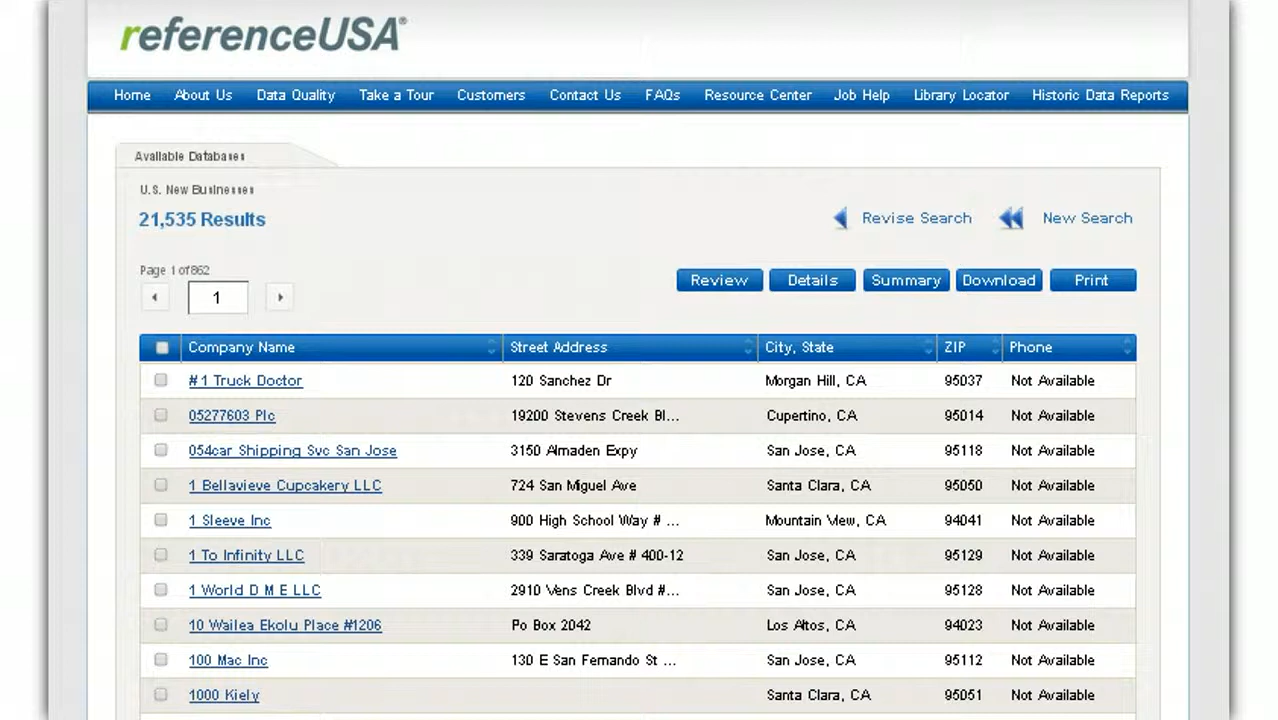 referenceUSA®
Home About Us Data Quality Take a Tour Customers Contact Us FAQs Resource Center Job Help Library Locator Historic Data Reports
Available Databases
U.S. New Businesses
21,535 Results
Revise Search New Search
Page 1 of 862
1
Review Details Summary Download Print
Company Name Street Address City, State ZIP Phone
# 1 Truck Doctor 120 Sanchez Dr Morgan Hill, CA 95037 Not Available
05277603 Plc 19200 Stevens Creek Bl... Cupertino, CA 95014 Not Available
054car Shipping Svc San Jose 3150 Almaden Expy San Jose, CA 95118 Not Available
1 Bellavieve Cupcakery LLC 724 San Miguel Ave Santa Clara, CA 95050 Not Available
1 Sleeve Inc 900 High School Way # ... Mountain View, CA 94041 Not Available
1 To Infinity LLC 339 Saratoga Ave # 400-12 San Jose, CA 95129 Not Available
1 World D M E LLC 2910 Vens Creek Blvd #... San Jose, CA 95128 Not Available
10 Wailea Ekolu Place #1206 Po Box 2042 Los Altos, CA 94023 Not Available
100 Mac Inc 130 E San Fernando St ... San Jose, CA 95112 Not Available
1000 Kiely Santa Clara, CA 95051 Not Available